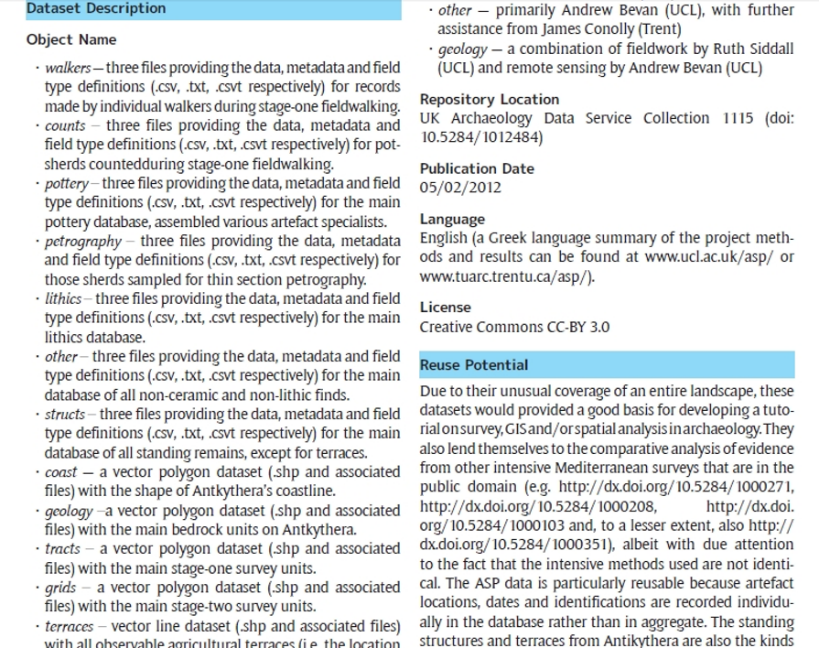 Dataset Description
Object Name
· walkers – three files providing the data, metadata and field
type definitions (.csv, .txt, .csvt respectively) for records
made by individual walkers during stage-one fieldwalking.
· counts – three files providing the data, metadata and
field type definitions (.csv, .txt, .csvt respectively) for pot-
sherds countedduring stage-one fieldwalking.
· pottery – three files providing the data, metadata and field
type definitions (.csv, .txt, .csvt respectively) for the main
pottery database, assembled various artefact specialists.
· petrography – three files providing the data, metadata
and field type definitions (.csv, .txt, .csvt respectively) for
those sherds sampled for thin section petrography.
· lithics – three files providing the data, metadata and field
type definitions (.csv, .txt, .csvt respectively) for the main
lithics database.
· other – three files providing the data, metadata and field
type definitions (.csv, .txt, .csvt respectively) for the main
database of all non-ceramic and non-lithic finds.
· structs – three files providing the data, metadata and field
type definitions (.csv, .txt, .csvt respectively) for the main
database of all standing remains, except for terraces.
· coast – a vector polygon dataset (.shp and associated
files) with the shape of Antkythera's coastline.
· geology –a vector polygon dataset (.shp and associated
files) with the main bedrock units on Antkythera.
· tracts – a vector polygon dataset (.shp and associated
files) with the main stage-one survey units.
· grids – a vector polygon dataset (.shp and associated
files) with the main stage-two survey units.
· terraces – vector line dataset (.shp and associated files)
with all observable agricultural terraces (i.e. the location
· other – primarily Andrew Bevan (UCL), with further
assistance from James Conolly (Trent)
· geology – a combination of fieldwork by Ruth Siddall
(UCL) and remote sensing by Andrew Bevan (UCL)
Repository Location
UK Archaeology Data Service Collection 1115 (doi:
10.5284/1012484)
Publication Date
05/02/2012
Language
English (a Greek language summary of the project meth-
ods and results can be found at www.ucl.ac.uk/asp/ or
www.tuarc.trentu.ca/asp/).
License
Creative Commons CC-BY 3.0
Reuse Potential
Due to their unusual coverage of an entire landscape, these
datasets would provided a good basis for developing a tuto-
rial on survey, GIS and/or spatial analysis in archaeology. They
also lend themselves to the comparative analysis of evidence
from other intensive Mediterranean surveys that are in the
public domain (e.g. http://dx.doi.org/10.5284/1000271,
http://dx.doi.org/10.5284/1000208, http://dx.doi.
org/10.5284/1000103 and, to a lesser extent, also http://
dx.doi.org/10.5284/1000351), albeit with due attention
to the fact that the intensive methods used are not identi-
cal. The ASP data is particularly reusable because artefact
locations, dates and identifications are recorded individu-
ally in the database rather than in aggregate. The standing
structures and terraces from Antikythera are also the kinds